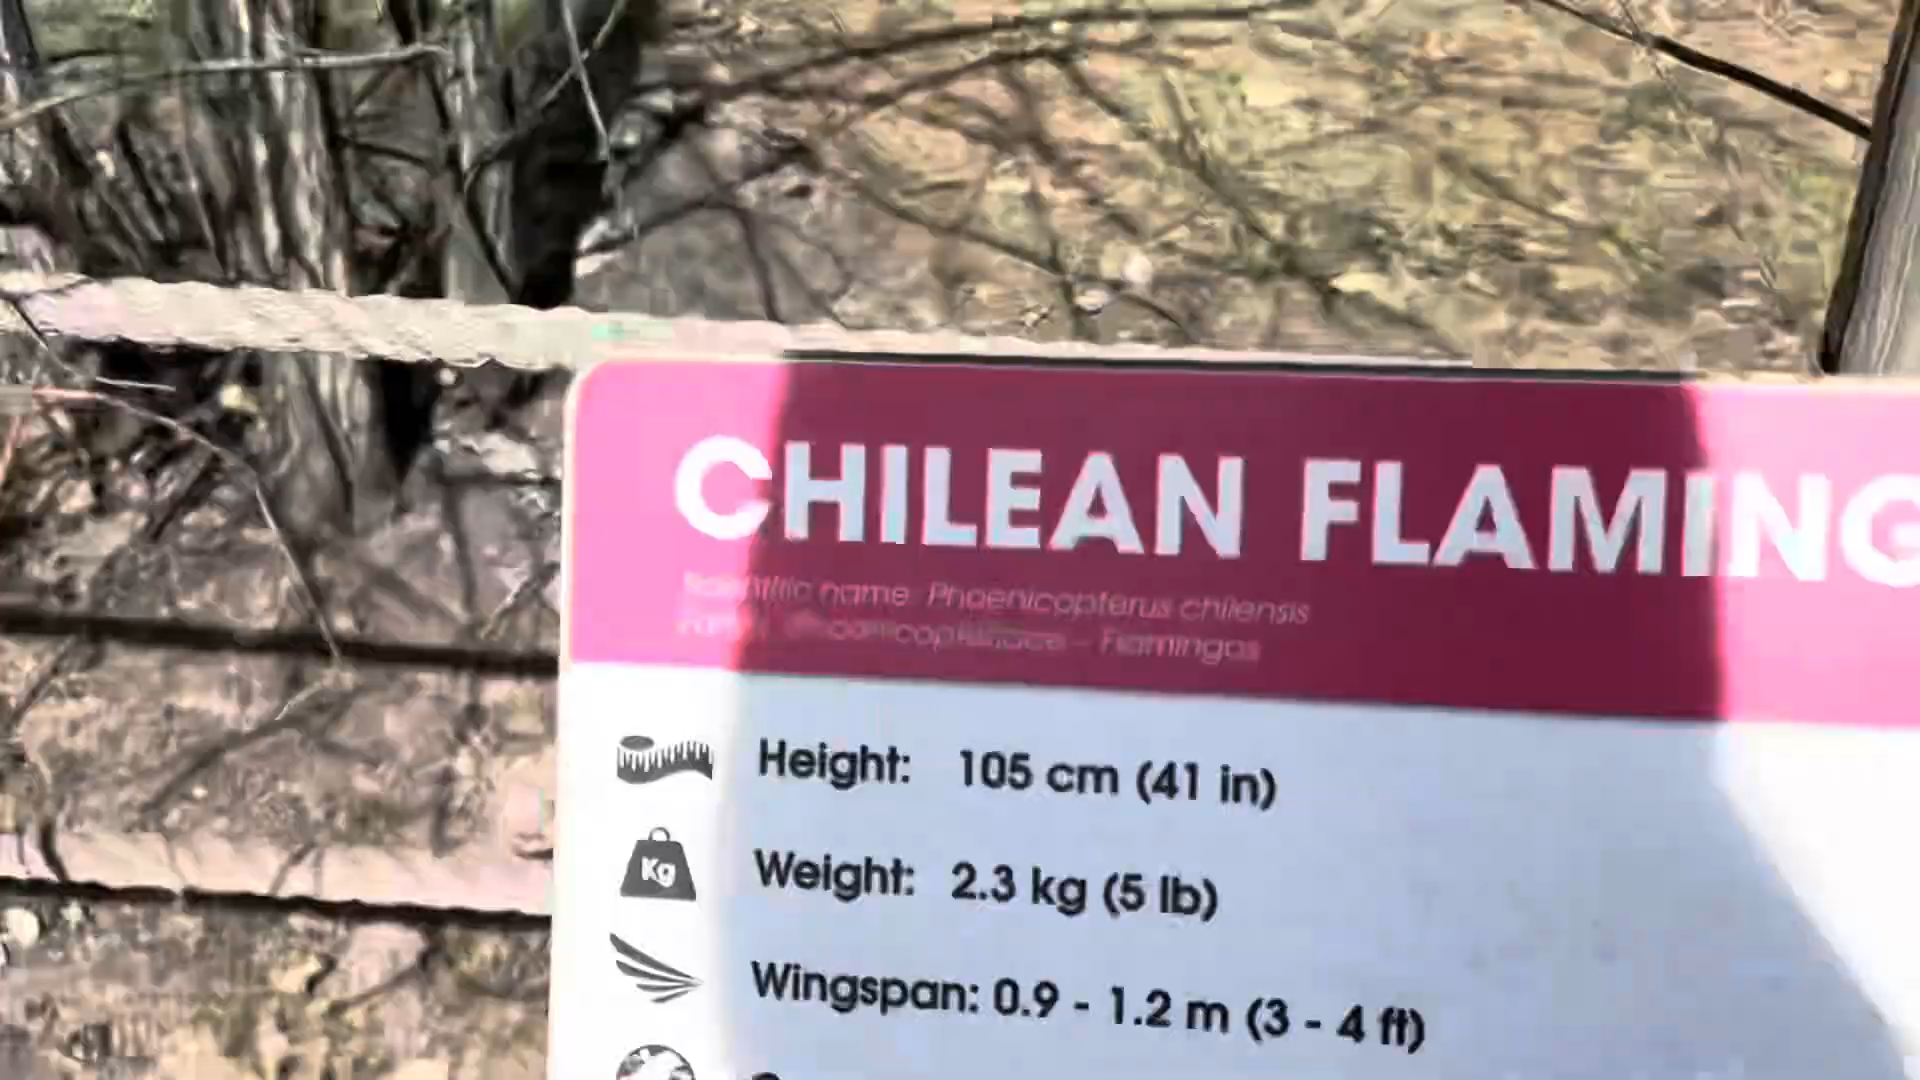 CHILEAN FLAMING
Scientific name: Phoenicopterus chilensis
– Flamingos
Height: 105 cm (41 in)
Kg
Weight: 2.3 kg (5 lb)
Wingspan: 0.9 - 1.2 m (3 - 4 ft)